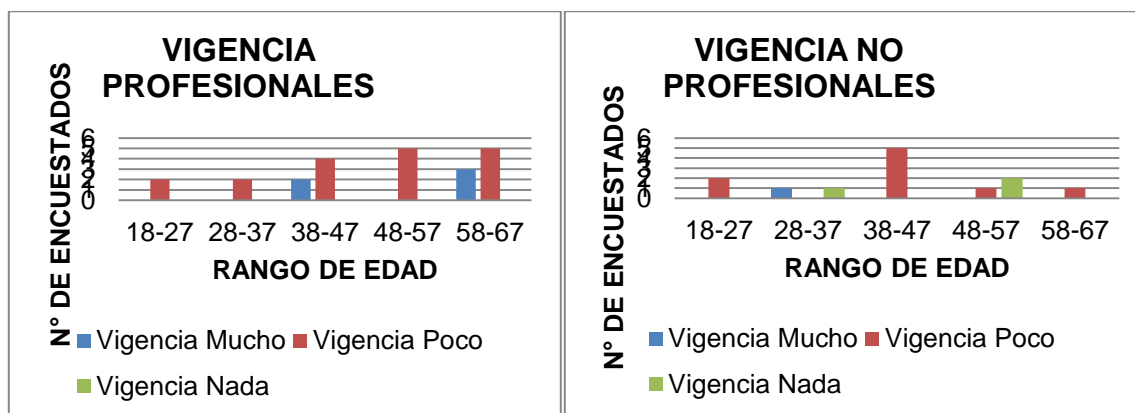 VIGENCIA
PROFESIONALES
N° DE ENCUESTADOS
6
5
4
3
2
1
0
18-27 28-37 38-47 48-57 58-67
RANGO DE EDAD
Vigencia Mucho Vigencia Poco
Vigencia Nada
VIGENCIA NO
PROFESIONALES
N° DE ENCUESTADOS
6
5
4
3
2
1
0
18-27 28-37 38-47 48-57 58-67
RANGO DE EDAD
Vigencia Mucho Vigencia Poco
Vigencia Nada